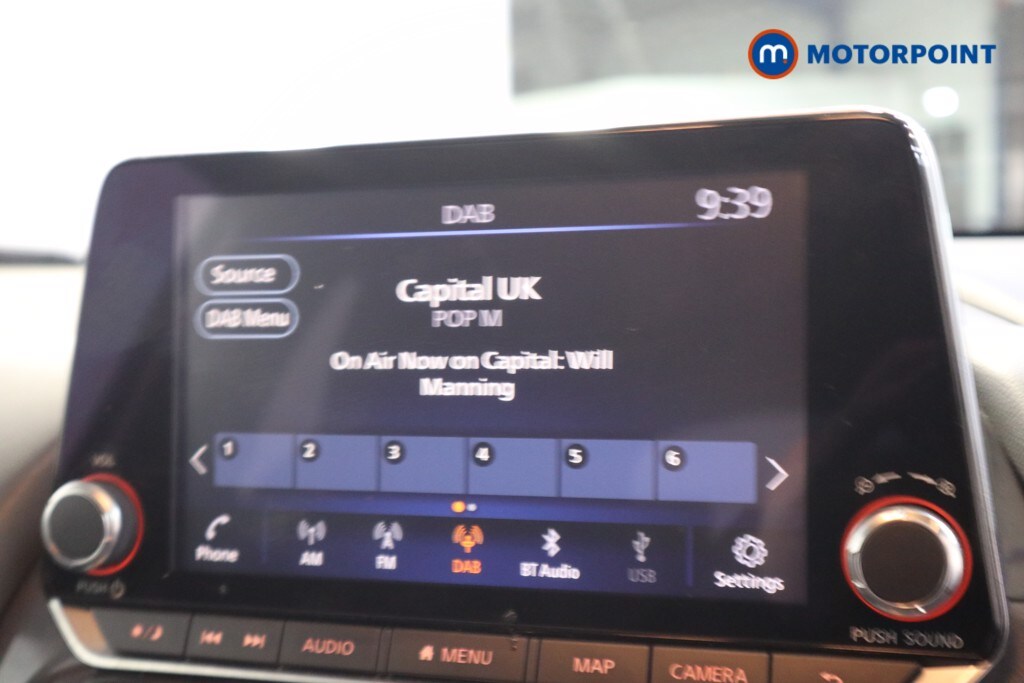 m MOTORPOINT
DAB
9:39
Source
Capital UK
DAB Menu
POP M
On Air Now on Capital: Will
Manning
1 2 3 4 5 6
Phone AM FM DAB BT Audio USB Settings
VOL
PUSH
PUSH SOUND
AUDIO MENU MAP CAMERA